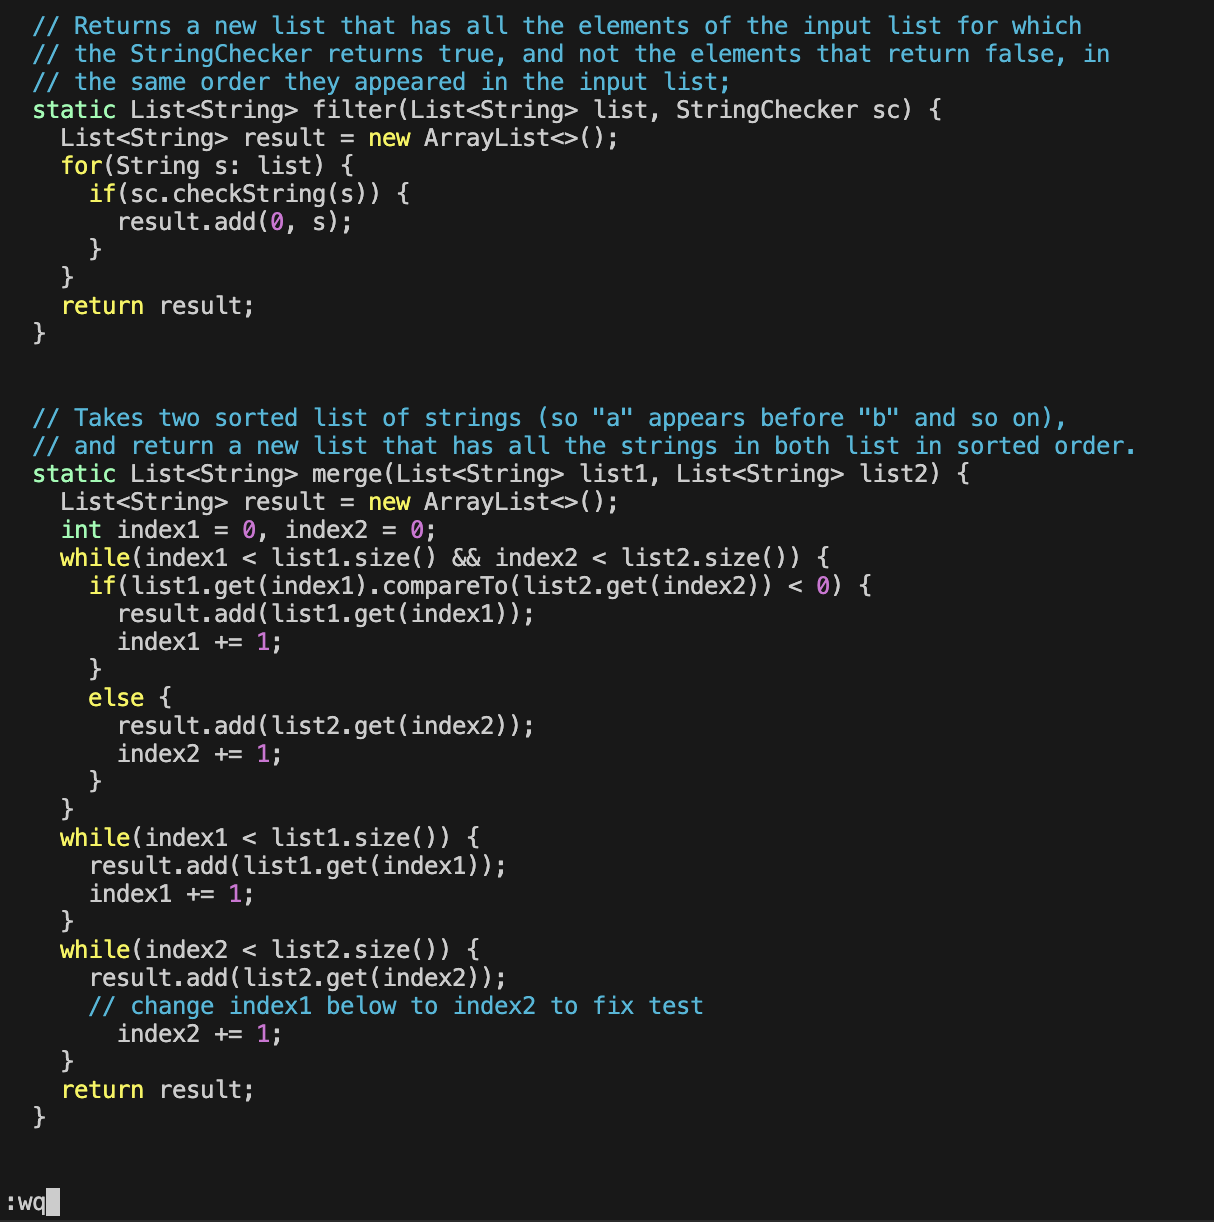 // Returns a new list that has all the elements of the input list for which
// the StringChecker returns true, and not the elements that return false, in
// the same order they appeared in the input list;
static List<String> filter(List<String> list, StringChecker sc) {
  List<String> result = new ArrayList<>();
  for(String s: list) {
    if(sc.checkString(s)) {
      result.add(0, s);
    }
  }
  return result;
}
// Takes two sorted list of strings (so "a" appears before "b" and so on),
// and return a new list that has all the strings in both list in sorted order.
static List<String> merge(List<String> list1, List<String> list2) {
  List<String> result = new ArrayList<>();
  int index1 = 0, index2 = 0;
  while(index1 < list1.size() && index2 < list2.size()) {
    if(list1.get(index1).compareTo(list2.get(index2)) < 0) {
      result.add(list1.get(index1));
      index1 += 1;
    }
    else {
      result.add(list2.get(index2));
      index2 += 1;
    }
  }
  while(index1 < list1.size()) {
    result.add(list1.get(index1));
    index1 += 1;
  }
  while(index2 < list2.size()) {
    result.add(list2.get(index2));
    // change index1 below to index2 to fix test
      index2 += 1;
  }
  return result;
}
:wq